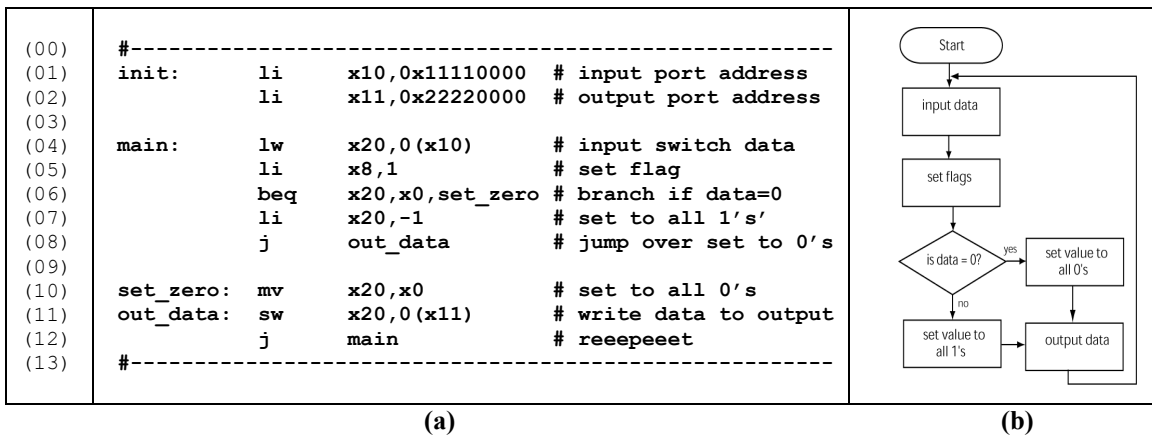 (00) #-------------------------------------------------------
(01) init: li x10,0x11110000 # input port address
(02) li x11,0x22220000 # output port address
(03)
(04) main: lw x20,0(x10) # input switch data
(05) li x8,1 # set flag
(06) beq x20,x0,set_zero # branch if data=0
(07) li x20,-1 # set to all 1's’
(08) j out_data # jump over set to 0’s
(09)
(10) set_zero: mv x20,x0 # set to all 0’s
(11) out_data: sw x20,0(x11) # write data to output
(12) j main # reeepeeet
(13) #-------------------------------------------------------
(a)
Start
input data
set flags
is data = 0?
yes
set value to
all 0's
no
set value to
all 1's
output data
(b)